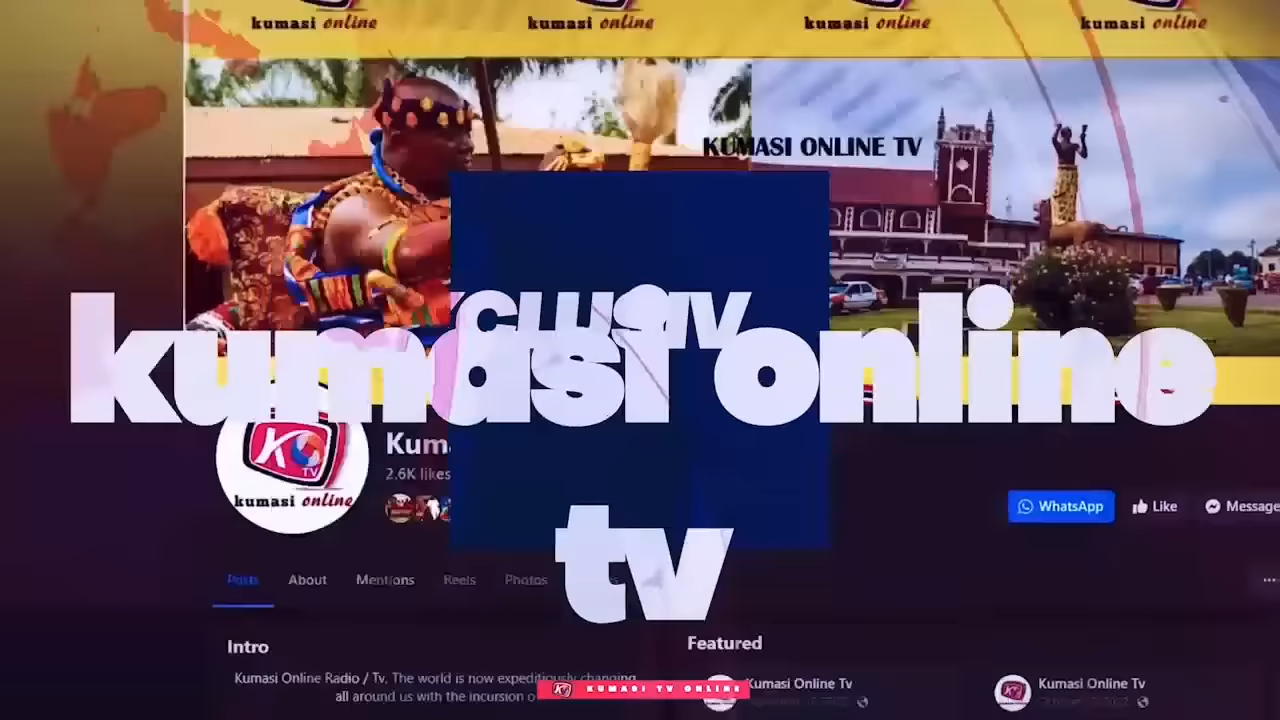 kumasi online
kumasi online
kumasi online
kumasi online
KUMASI ONLINE TV
kumasi online
tv
KO
TV
kumasi online
2.6K likes
WhatsApp
Like
Message
Posts
About
Mentions
Reels
Photos
Intro
Featured
Kumasi Online Radio / Tv, The world is now expeditiously changing
all around us with the incursion o
Kumasi Online Tv
Kumasi Online Tv
KUMASI TV ONLINE